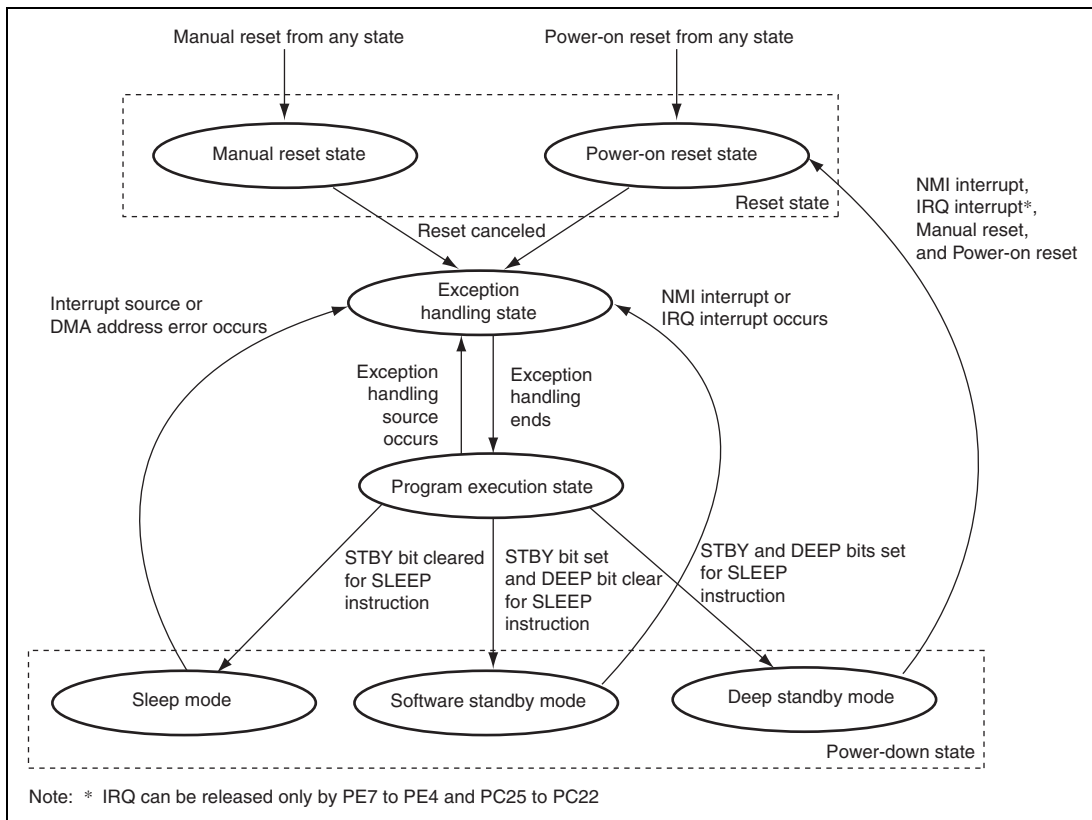 Manual reset from any state
Power-on reset from any state
Manual reset state
Power-on reset state
Reset state
NMI interrupt,
IRQ interrupt*,
Manual reset,
and Power-on reset
Reset canceled
Exception
handling state
Interrupt source or
DMA address error occurs
NMI interrupt or
IRQ interrupt occurs
Exception
handling
source
occurs
Exception
handling
ends
Program execution state
STBY bit cleared
for SLEEP
instruction
STBY bit set
and DEEP bit clear
for SLEEP
instruction
STBY and DEEP bits set
for SLEEP
instruction
Sleep mode
Software standby mode
Deep standby mode
Power-down state
Note: * IRQ can be released only by PE7 to PE4 and PC25 to PC22